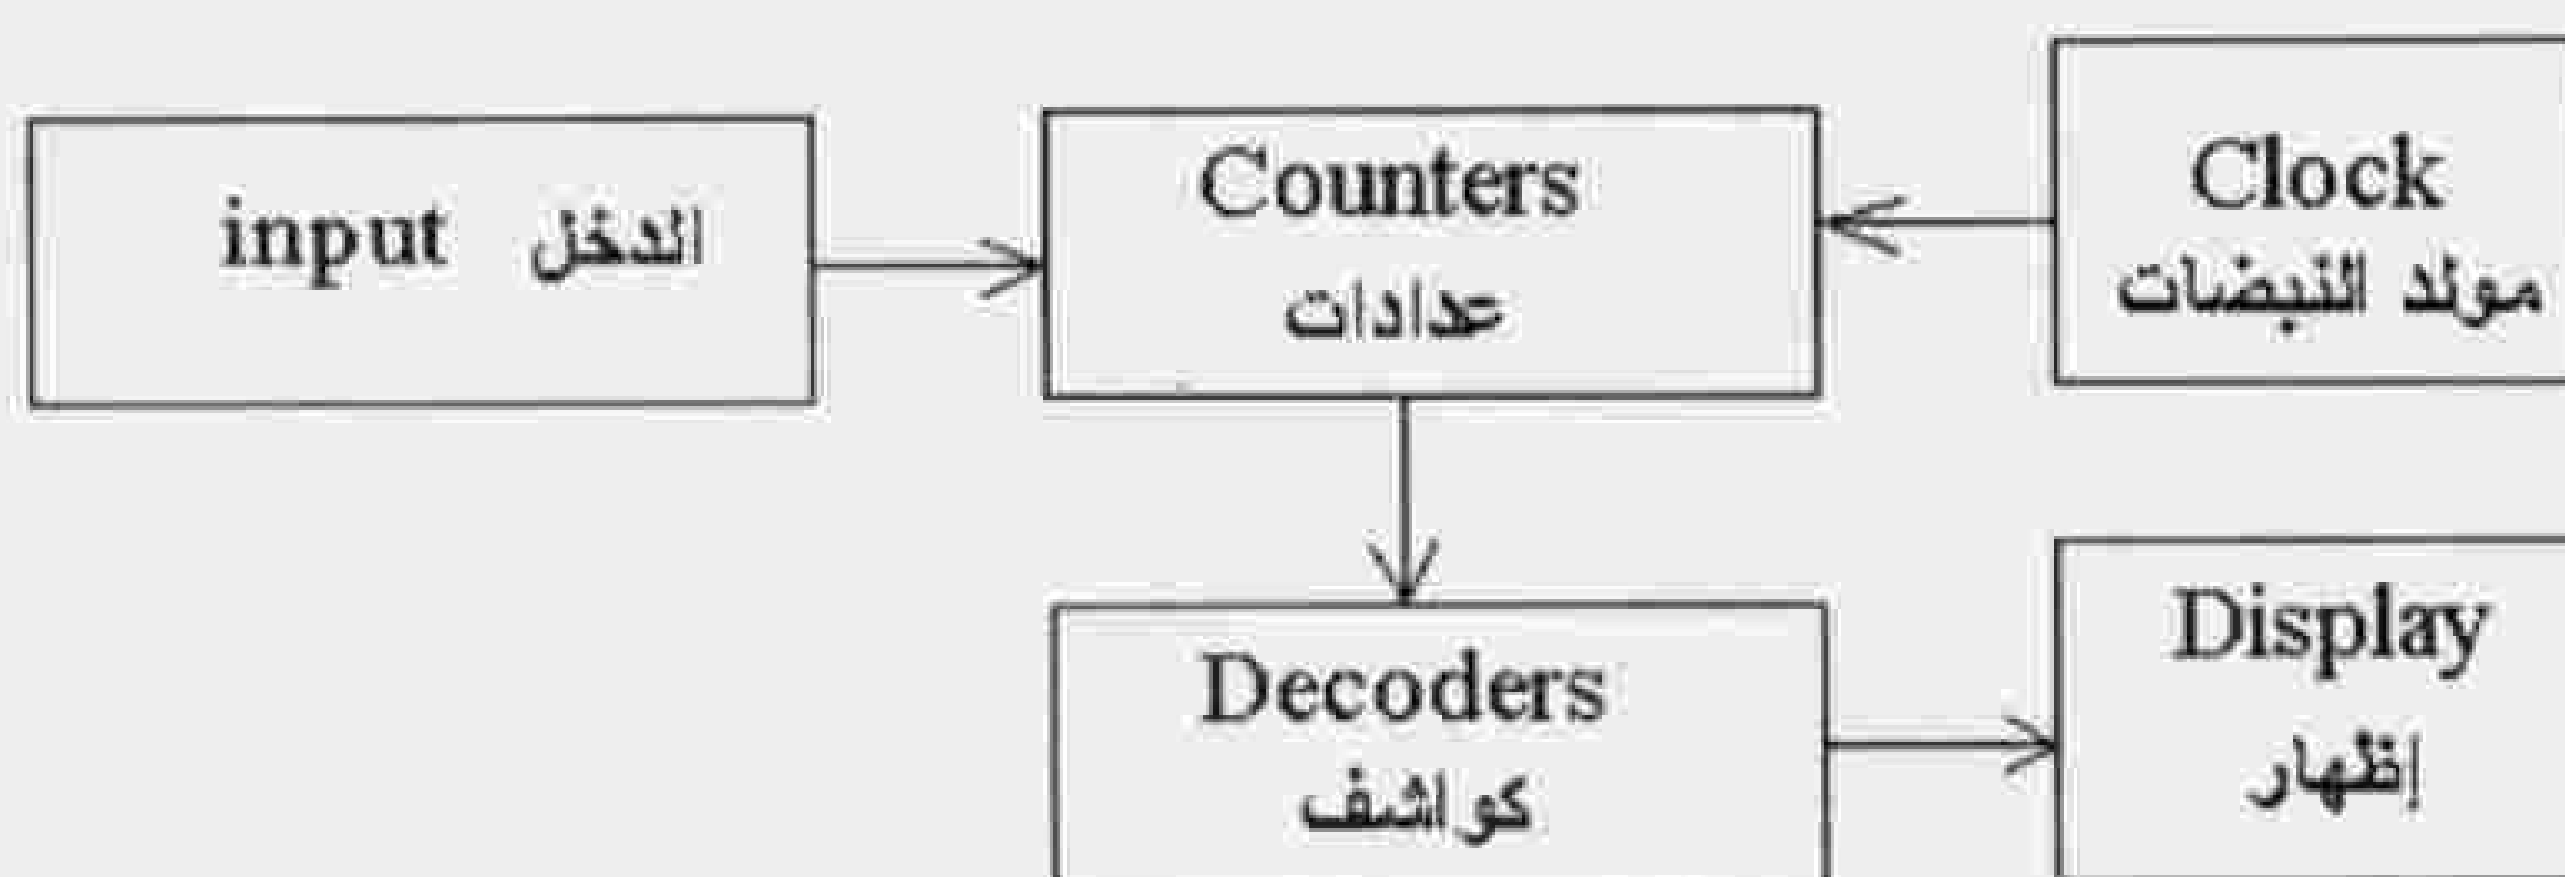 input الدخل
Counters
عدادات
Clock
مولد النبضات
Decoders
كواشف
Display
إظهار